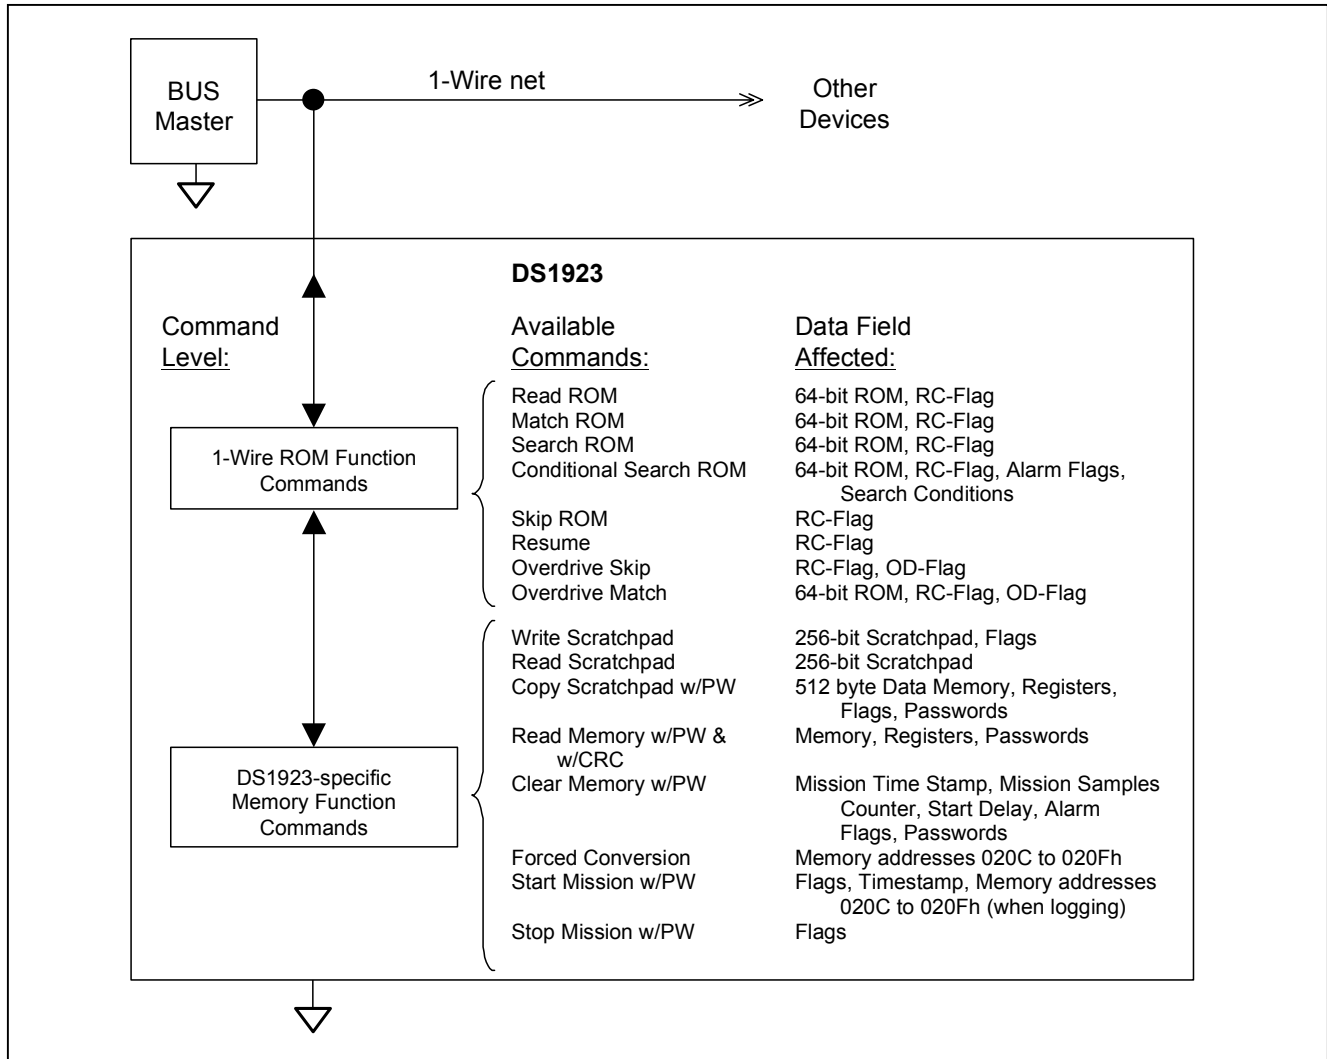 BUS
Master
1-Wire net
Other
Devices
DS1923
Command
Level:
Available
Commands:
Data Field
Affected:
1-Wire ROM Function
Commands
Read ROM 64-bit ROM, RC-Flag
Match ROM 64-bit ROM, RC-Flag
Search ROM 64-bit ROM, RC-Flag
Conditional Search ROM 64-bit ROM, RC-Flag, Alarm Flags,
Search Conditions
Skip ROM RC-Flag
Resume RC-Flag
Overdrive Skip RC-Flag, OD-Flag
Overdrive Match 64-bit ROM, RC-Flag, OD-Flag
DS1923-specific
Memory Function
Commands
Write Scratchpad 256-bit Scratchpad, Flags
Read Scratchpad 256-bit Scratchpad
Copy Scratchpad w/PW 512 byte Data Memory, Registers,
Flags, Passwords
Read Memory w/PW & Memory, Registers, Passwords
w/CRC
Clear Memory w/PW Mission Time Stamp, Mission Samples
Counter, Start Delay, Alarm
Flags, Passwords
Forced Conversion Memory addresses 020C to 020Fh
Start Mission w/PW Flags, Timestamp, Memory addresses
020C to 020Fh (when logging)
Stop Mission w/PW Flags